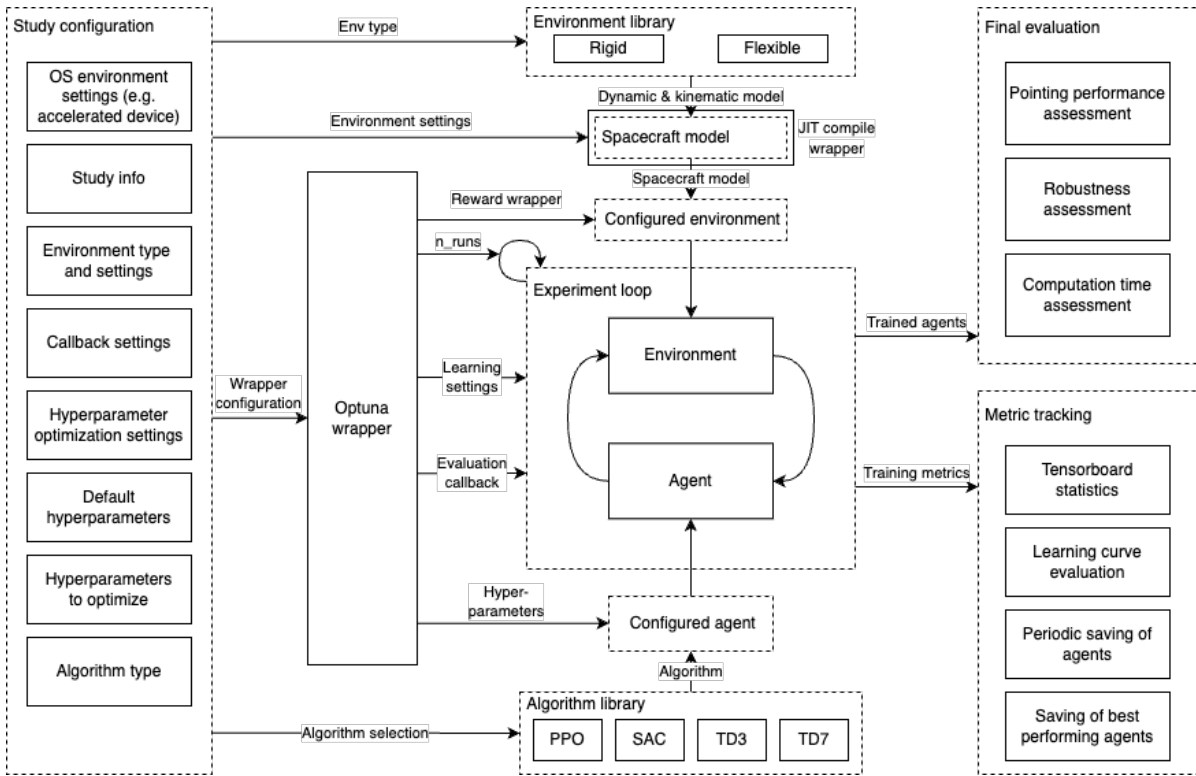 Study configuration
OS environment
settings (e.g.
accelerated device)
Study info
Environment type
and settings
Callback settings
Hyperparameter
optimization settings
Default
hyperparameters
Hyperparameters
to optimize
Algorithm type
Env type
Environment settings
Wrapper
configuration
Algorithm selection
Optuna
wrapper
Reward wrapper
n_runs
Learning
settings
Evaluation
callback
Hyper-
parameters
Environment library
Rigid
Flexible
Dynamic & kinematic model
Spacecraft model
JIT compile
wrapper
Spacecraft model
Configured environment
Experiment loop
Environment
Agent
Configured agent
Algorithm
Algorithm library
PPO
SAC
TD3
TD7
Trained agents
Training metrics
Final evaluation
Pointing performance
assessment
Robustness
assessment
Computation time
assessment
Metric tracking
Tensorboard
statistics
Learning curve
evaluation
Periodic saving of
agents
Saving of best
performing agents